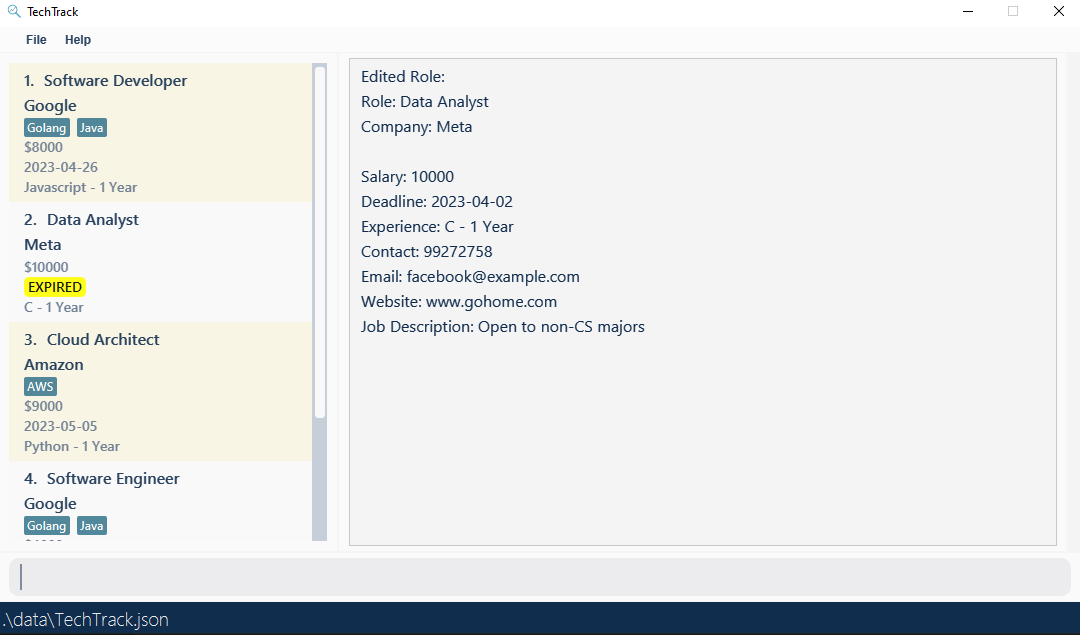 TechTrack
File Help
1. Software Developer
Google
Golang Java
$8000
2023-04-26
Javascript - 1 Year
2. Data Analyst
Meta
$10000
EXPIRED
C - 1 Year
3. Cloud Architect
Amazon
AWS
$9000
2023-05-05
Python - 1 Year
4. Software Engineer
Google
Golang Java
Edited Role:
Role: Data Analyst
Company: Meta
Salary: 10000
Deadline: 2023-04-02
Experience: C - 1 Year
Contact: 99272758
Email: facebook@example.com
Website: www.gohome.com
Job Description: Open to non-CS majors
.\data\TechTrack.json